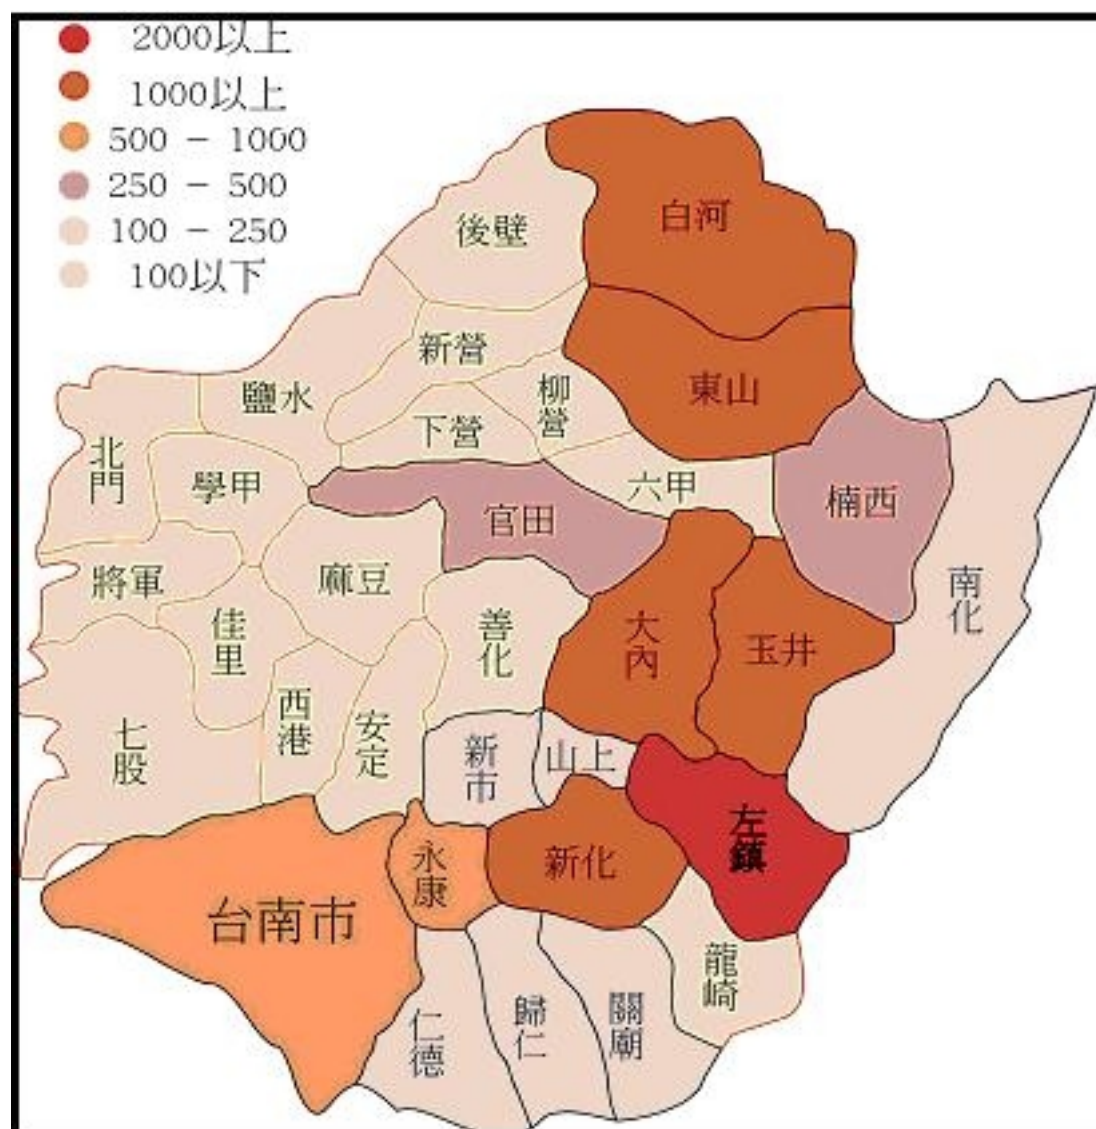 2000以上
1000以上
500 - 1000
250 - 500
100 - 250
100以下
白河
後壁
新營
東山
鹽水
柳營
下營
北門
學甲
六甲
楠西
官田
將軍
麻豆
南化
佳里
善化
大內
玉井
七股
西港
安定
新市
山上
左鎮
永康
新化
台南市
龍崎
仁德
歸仁
關廟